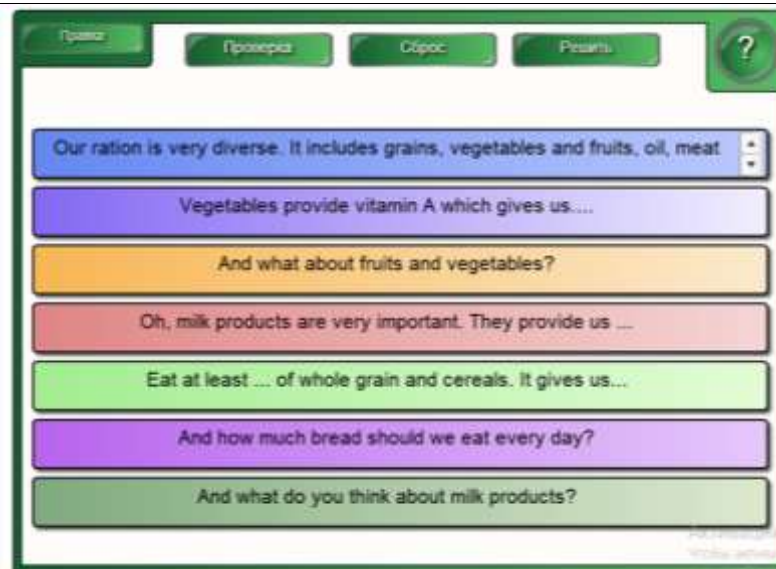 Правка
Проверка
Сброс
Решить
?
Our ration is very diverse. It includes grains, vegetables and fruits, oil, meat
Vegetables provide vitamin A which gives us....
And what about fruits and vegetables?
Oh, milk products are very important. They provide us ...
Eat at least ... of whole grain and cereals. It gives us...
And how much bread should we eat every day?
And what do you think about milk products?